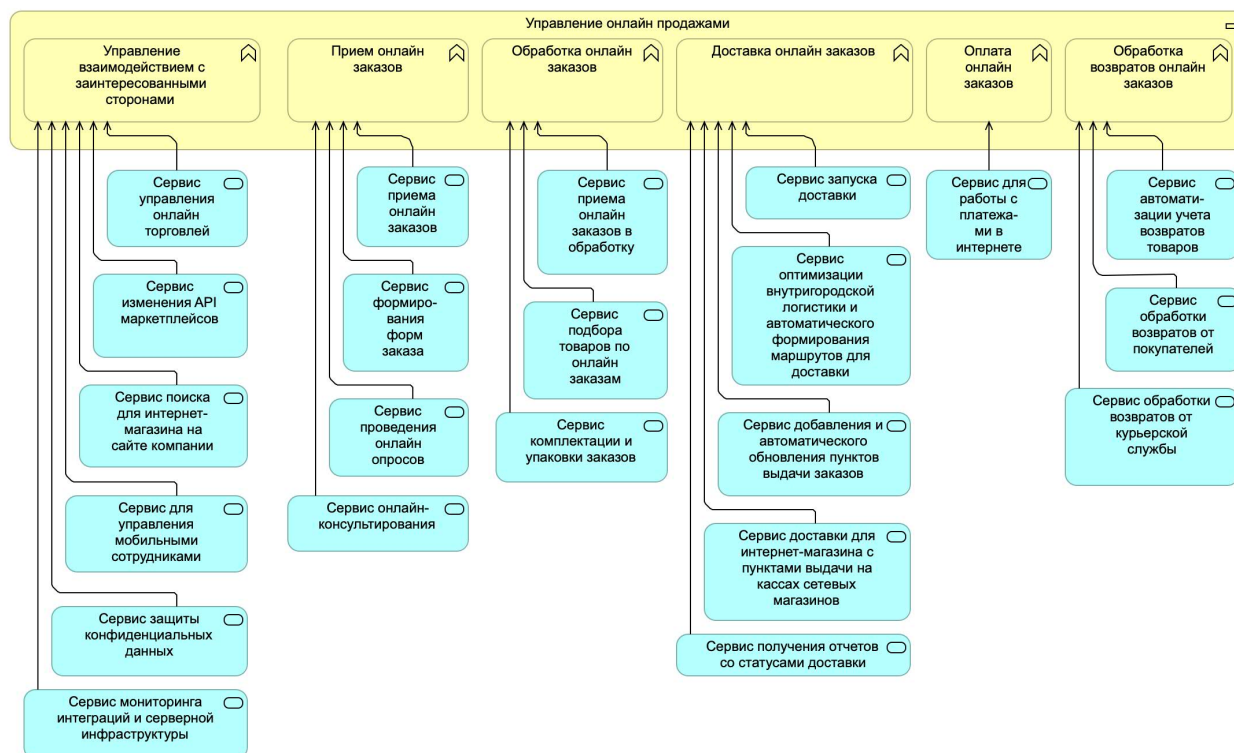 Управление онлайн продажами
Управление
взаимодействием с
заинтересованными
сторонами
Прием онлайн
заказов
Обработка онлайн
заказов
Доставка онлайн заказов
Оплата
онлайн
заказов
Обработка
возвратов онлайн
заказов
Сервис
управления
онлайн
торговлей
Сервис
изменения API
маркетплейсов
Сервис поиска
для интернет-
магазина на
сайте компании
Сервис для
управления
мобильными
сотрудниками
Сервис защиты
конфиденциальных
данных
Сервис мониторинга
интеграций и серверной
инфраструктуры
Сервис
приема
онлайн
заказов
Сервис
формиро-
вания
форм
заказа
Сервис
проведения
онлайн
опросов
Сервис онлайн-
консультирования
Сервис
приема
онлайн
заказов в
обработку
Сервис
подбора
товаров по
онлайн
заказам
Сервис
комплектации и
упаковки заказов
Сервис запуска
доставки
Сервис
оптимизации
внутригородской
логистики и
автоматического
формирования
маршрутов для
доставки
Сервис добавления и
автоматического
обновления пунктов
выдачи заказов
Сервис доставки для
интернет-магазина с
пунктами выдачи на
кассах сетевых
магазинов
Сервис получения отчетов
со статусами доставки
Сервис для
работы с
платежа-
ми в
интернете
Сервис
автомати-
зации учета
возвратов
товаров
Сервис
обработки
возвратов от
покупателей
Сервис обработки
возвратов от
курьерской
службы